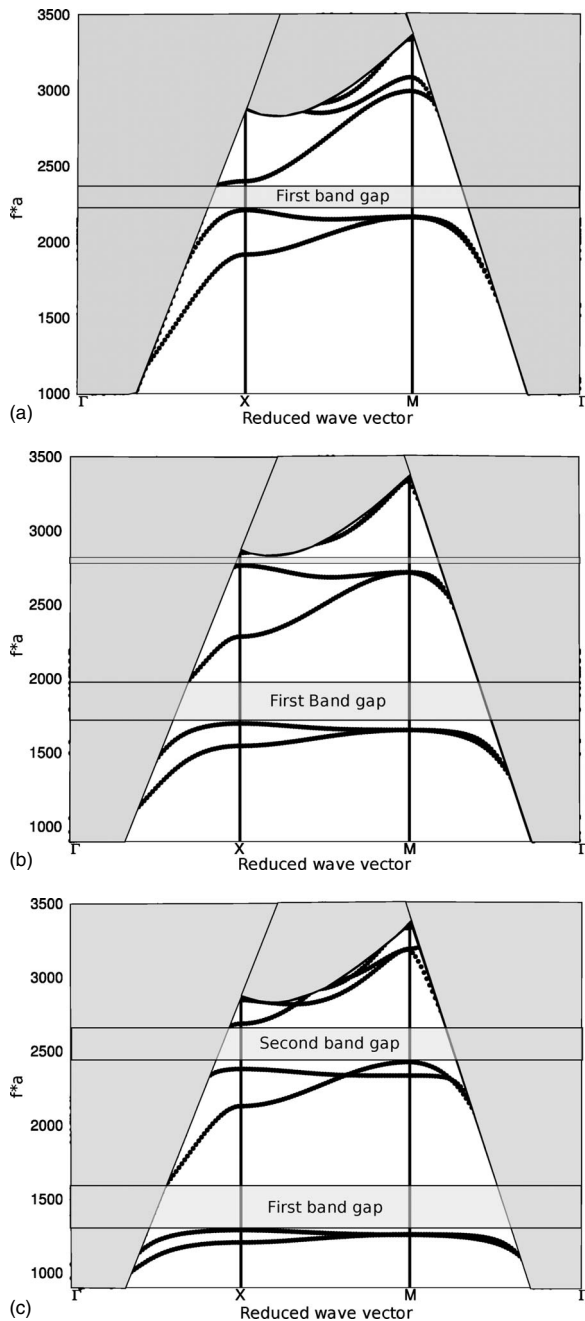 3500
3000
2500
First band gap
f*a
2000
1500
1000
(a)
Γ X M Γ
Reduced wave vector
3500
3000
2500
f*a
2000
First Band gap
1500
1000
(b)
Γ X M Γ
Reduced wave vector
3500
3000
Second band gap
2500
f*a
2000
1500
First band gap
1000
(c)
Γ X M Γ
Reduced wave vector